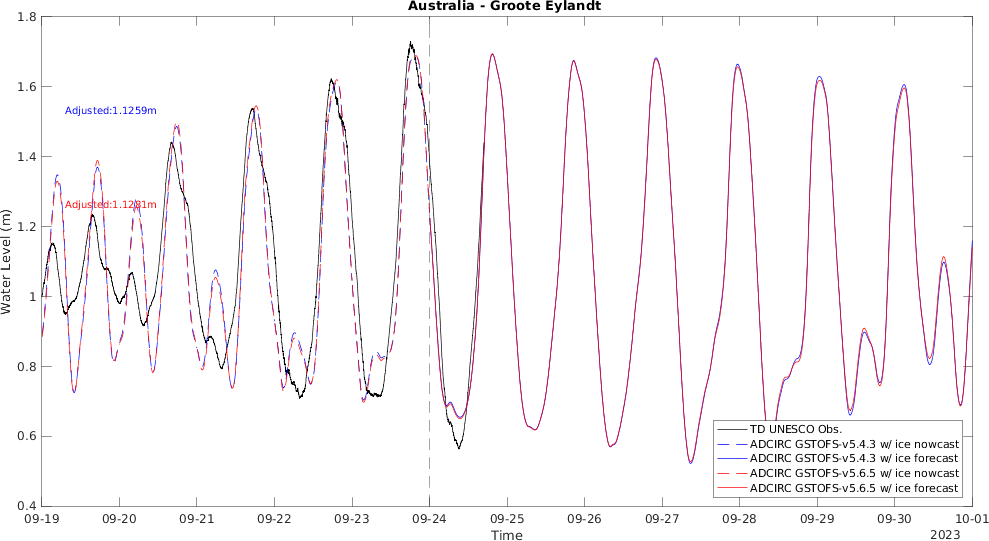 Australia - Groote Eylandt
1.8
1.6
1.4
1.2
1
0.8
0.6
0.4
Water Level (m)
Adjusted:1.1259m
Adjusted:1.1281m
TD UNESCO Obs.
ADCIRC GSTOFS-v5.4.3 w/ ice nowcast
ADCIRC GSTOFS-v5.4.3 w/ ice forecast
ADCIRC GSTOFS-v5.6.5 w/ ice nowcast
ADCIRC GSTOFS-v5.6.5 w/ ice forecast
09-19 09-20 09-21 09-22 09-23 09-24 09-25 09-26 09-27 09-28 09-29 09-30 10-01
Time
2023